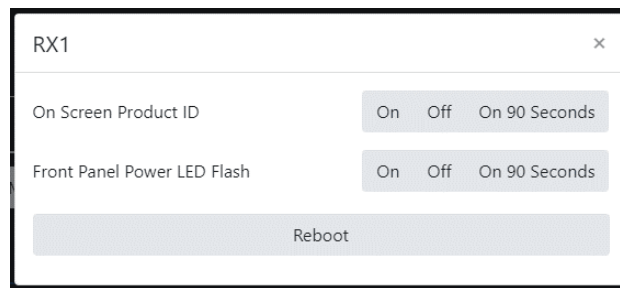 RX1 ×
On Screen Product ID On Off On 90 Seconds
Front Panel Power LED Flash On Off On 90 Seconds
Reboot